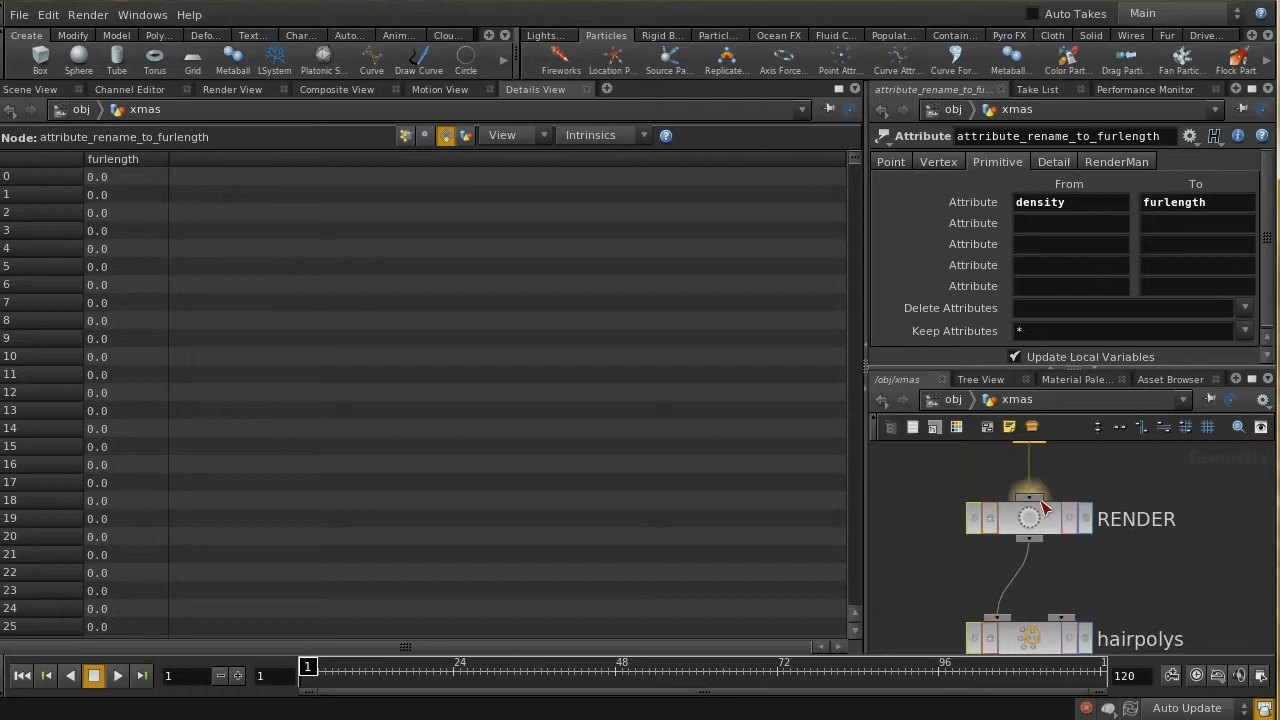 File Edit Render Windows Help Auto Takes Main
Create Modify Model Poly... Defo... Text... Char... Auto... Anim... Clou... Lights... Particles Rigid B... Particl... Ocean FX Fluid C... Populat... Contain... Pyro FX Cloth Solid Wires Fur Drive...
Box Sphere Tube Torus Grid Metaball LSystem Platonic S... Curve Draw Curve Circle Fireworks Location P... Source Pa... Replicate... Axis Force... Point Attr... Curve Attr... Curve For... Metaball... Color Part... Drag Parti... Fan Partic... Flock Part.
Scene View Channel Editor Render View Composite View Motion View Details View attribute_rename_to_fu... Take List Performance Monitor
obj xmas obj xmas
Node: attribute_rename_to_furlength View Intrinsics Attribute attribute_rename_to_furlength
furlength
0 0.0
1 0.0
2 0.0
3 0.0
4 0.0
5 0.0
6 0.0
7 0.0
8 0.0
9 0.0
10 0.0
11 0.0
12 0.0
13 0.0
14 0.0
15 0.0
16 0.0
17 0.0
18 0.0
19 0.0
20 0.0
21 0.0
22 0.0
23 0.0
24 0.0
25 0.0
Point Vertex Primitive Detail RenderMan
From To
Attribute density furlength
Attribute
Attribute
Attribute
Attribute
Delete Attributes
Keep Attributes *
Update Local Variables
/obj/xmas Tree View Material Pale... Asset Browser
obj xmas
Geometry
RENDER
hairpolys
1 1 1 24 48 72 96 1 120
Auto Update